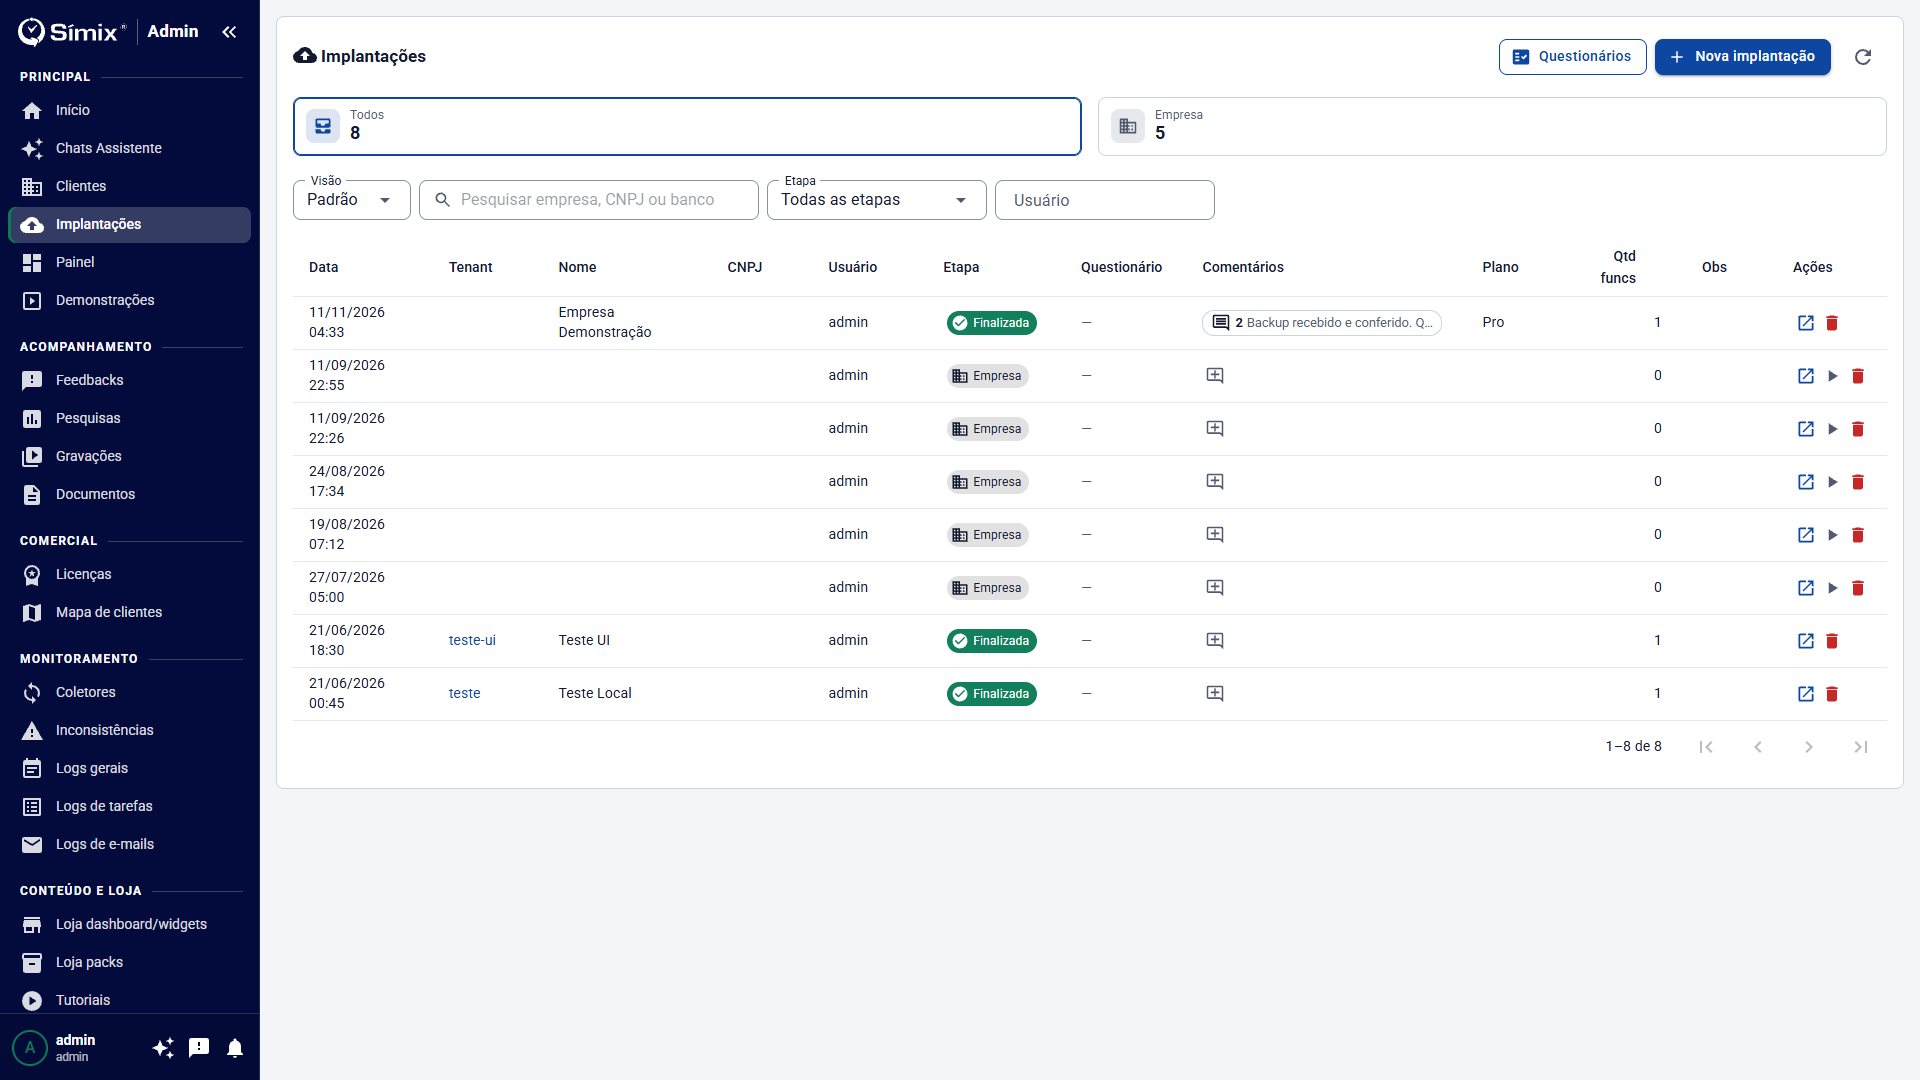 Símix®
Admin
PRINCIPAL
Início
Chats Assistente
Clientes
Implantações
Painel
Demonstrações
ACOMPANHAMENTO
Feedbacks
Pesquisas
Gravações
Documentos
COMERCIAL
Licenças
Mapa de clientes
MONITORAMENTO
Coletores
Inconsistências
Logs gerais
Logs de tarefas
Logs de e-mails
CONTEÚDO E LOJA
Loja dashboard/widgets
Loja packs
Tutoriais
A
admin
admin
Implantações
Questionários
Nova implantação
Todos
8
Empresa
5
Visão
Padrão
Pesquisar empresa, CNPJ ou banco
Etapa
Todas as etapas
Usuário
Data Tenant Nome CNPJ Usuário Etapa Questionário Comentários Plano Qtd funcs Obs Ações
11/11/2026 04:33 Empresa Demonstração admin Finalizada — 2 Backup recebido e conferido. Q... Pro 1
11/09/2026 22:55 admin Empresa — 0
11/09/2026 22:26 admin Empresa — 0
24/08/2026 17:34 admin Empresa — 0
19/08/2026 07:12 admin Empresa — 0
27/07/2026 05:00 admin Empresa — 0
21/06/2026 18:30 teste-ui Teste UI admin Finalizada — 1
21/06/2026 00:45 teste Teste Local admin Finalizada — 1
1–8 de 8